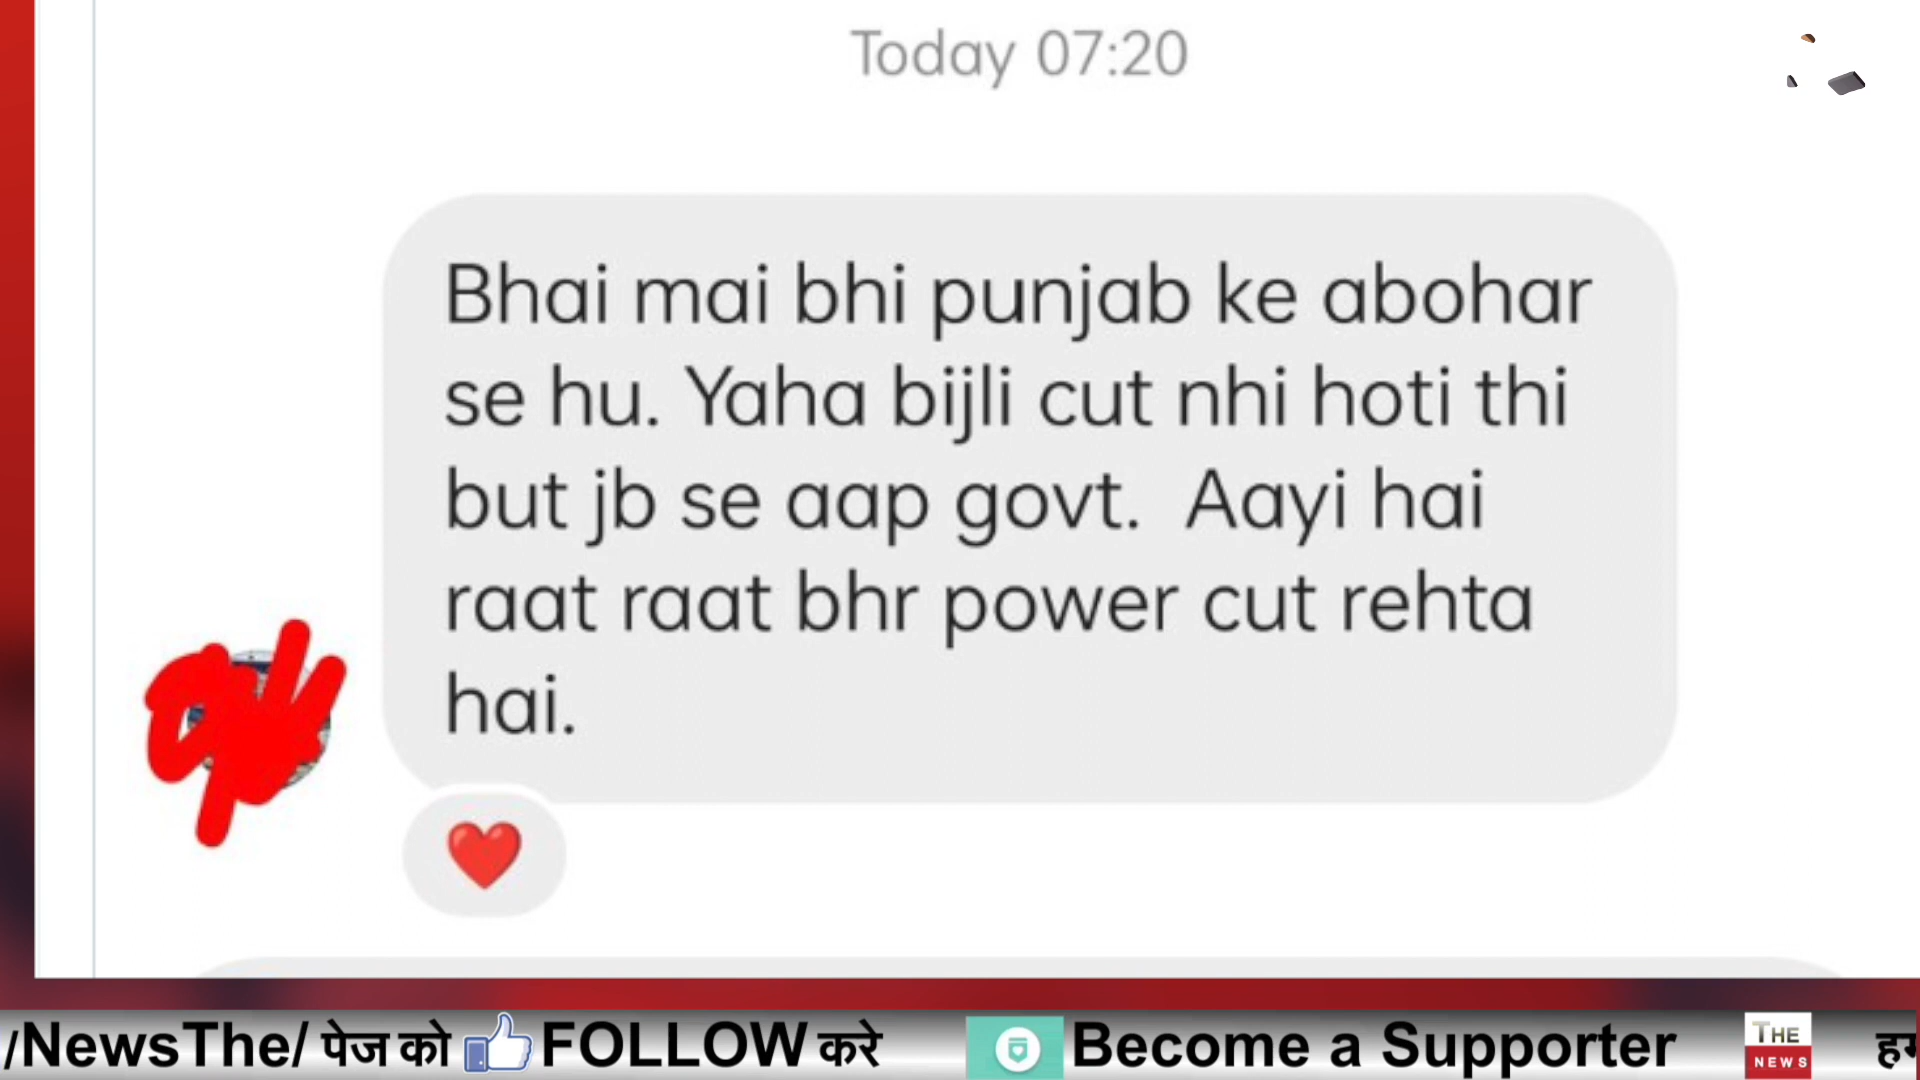 Today 07:20
Bhai mai bhi punjab ke abohar
se hu. Yaha bijli cut nhi hoti thi
but jb se aap govt.  Aayi hai
raat raat bhr power cut rehta
hai.
/NewsThe/ पेज को FOLLOW करे Become a Supporter THE NEWS